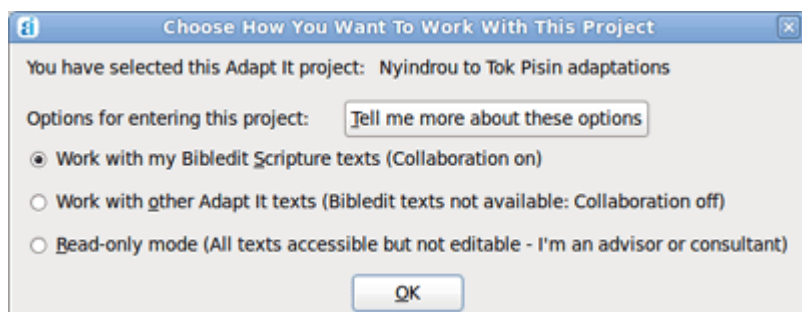 Choose How You Want To Work With This Project
You have selected this Adapt It project: Nyindrou to Tok Pisin adaptations
Options for entering this project: Tell me more about these options
Work with my Bibledit Scripture texts (Collaboration on)
Work with other Adapt It texts (Bibledit texts not available: Collaboration off)
Read-only mode (All texts accessible but not editable - I'm an advisor or consultant)
OK